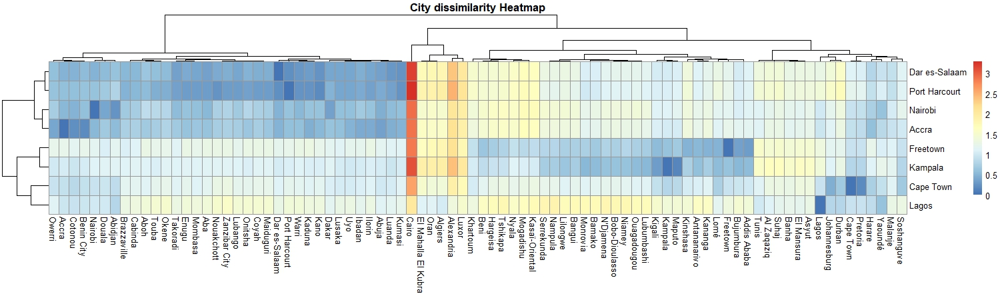 City dissimilarity Heatmap
Dar es-Salaam
Port Harcourt
Nairobi
Accra
Freetown
Kampala
Cape Town
Lagos
3
2.5
2
1.5
1
0.5
0
Owerri
Accra
Cotonou
Benin City
Nairobi
Douala
Abidjan
Brazzaville
Cabinda
Aboh
Touba
Okene
Takoradi
Enugu
Mombasa
Aba
Nouakchott
Zanzibar City
Lubango
Onitsha
Coyah
Maiduguri
Dar es-Salaam
Port Harcourt
Warri
Kaduna
Kano
Dakar
Lusaka
Uyo
Ibadan
Ilorin
Abuja
Luanda
Kumasi
Cairo
El Mahalla El Kubra
Oran
Algiers
Alexandria
Luxor
Khartoum
Beni
Hargeisa
Tshikapa
Nyala
Mogadishu
Kasaï-Oriental
Serrekunda
Nampula
Lilongwe
Bangui
Monrovia
Bamako
N'Djamena
Bobo-Dioulasso
Niamey
Ouagadougou
Lubumbashi
Kigali
Kampala
Maputo
Kinshasa
Antananarivo
Kananga
Lomé
Freetown
Bujumbura
Addis Ababa
Tunis
Al Zaqaziq
Suhaj
Banha
El Mansura
Asyut
Lagos
Johannesburg
Durban
Cape Town
Pretoria
Harare
Yaoundé
Malanje
Soshanguve